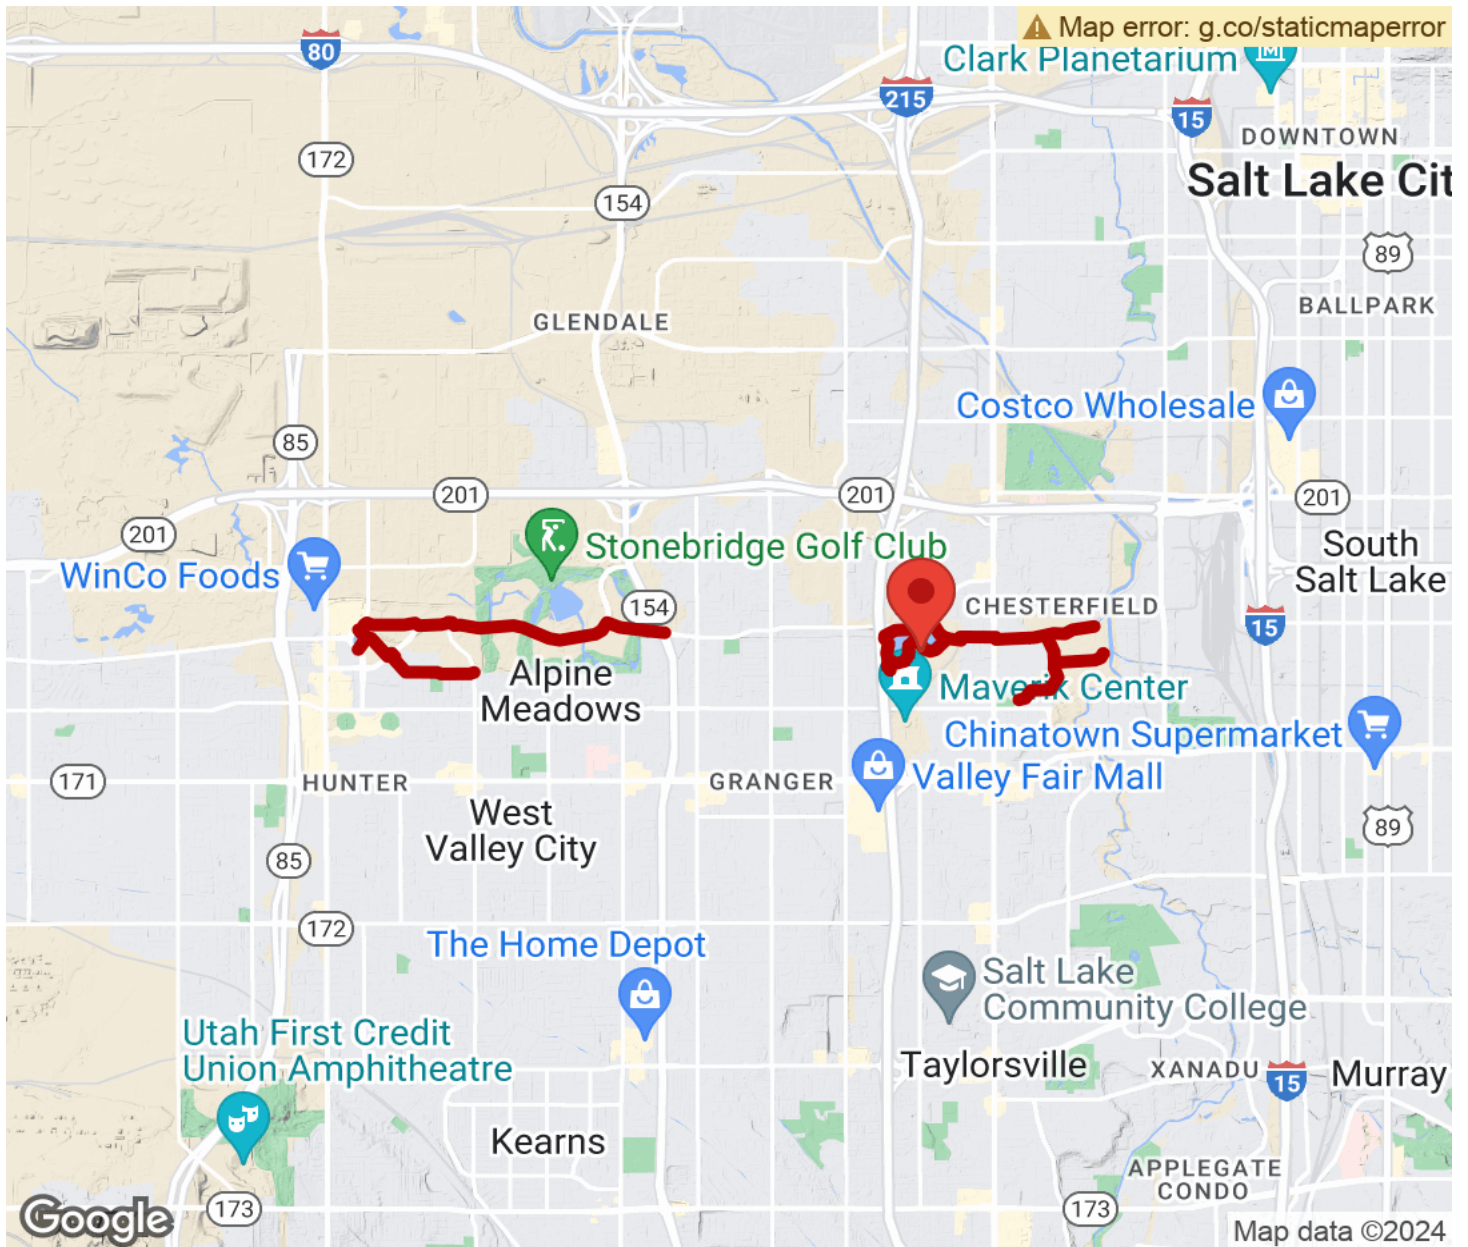 Map error: g.co/staticmaperror
80
215
Clark Planetarium
15
DOWNTOWN
172
Salt Lake Cit
154
89
BALLPARK
GLENDALE
Costco Wholesale
85
201
201
201
201
Stonebridge Golf Club
South
Salt Lake
WinCo Foods
154
CHESTERFIELD
15
Alpine
Meadows
Maverik Center
Chinatown Supermarket
171
HUNTER
GRANGER
Valley Fair Mall
West
Valley City
89
85
172
The Home Depot
Salt Lake
Community College
Utah First Credit
Union Amphitheatre
Taylorsville
XANADU
15
Murray
Kearns
APPLEGATE
CONDO
173
173
Google
Map data ©2024